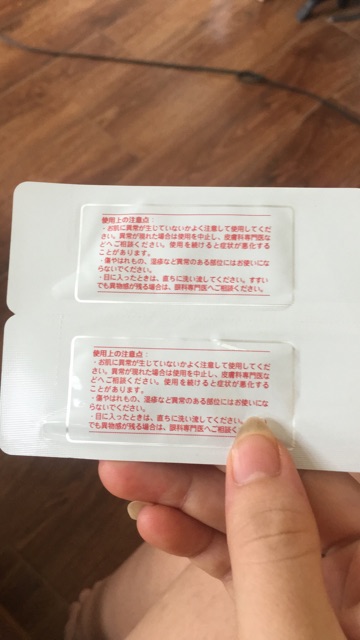 使用上の注意点：
・お肌に異常が生じていないかよく注意して使用してくだ
さい。異常が現れた場合は使用を中止し、皮膚科専門医な
どへご相談ください。使用を続けると症状が悪化する
ことがあります。
・傷やはれもの、湿疹など異常のある部位にはお使いにな
らないでください。
・目に入ったときは、直ちに洗い流してください。すすい
でも異物感が残る場合は、眼科専門医へご相談ください。
使用上の注意点：
・お肌に異常が生じていないかよく注意して使用してくだ
さい。異常が現れた場合は使用を中止し、皮膚科専門医な
どへご相談ください。使用を続けると症状が悪化する
ことがあります。
・傷やはれもの、湿疹など異常のある部位にはお使いにな
らないでください。
・目に入ったときは、直ちに洗い流してください。
でも異物感が残る場合は、眼科専門医へご相談く